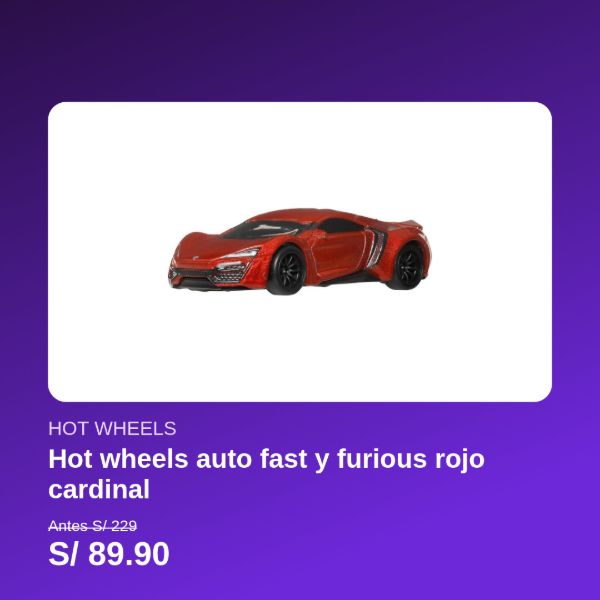 HOT WHEELS
Hot wheels auto fast y furious rojo
cardinal
Antes S/ 229
S/ 89.90